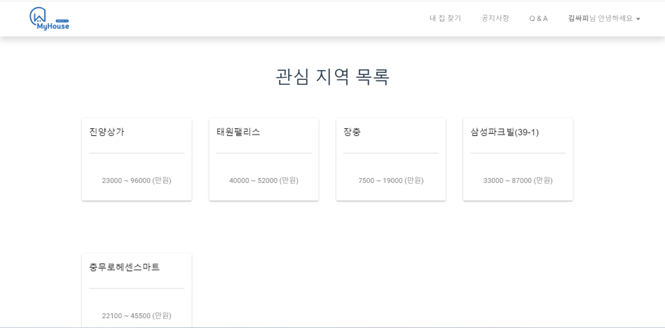 MyHouse
내 집 찾기
공지사항
Q & A
김싸피님 안녕하세요
관심 지역 목록
진양상가
태원팰리스
장충
삼성파크빌(39-1)
23000 ~ 96000 (만원)
40000 ~ 52000 (만원)
7500 ~ 19000 (만원)
33000 ~ 87000 (만원)
충무로헤센스마트
22100 ~ 45500 (만원)